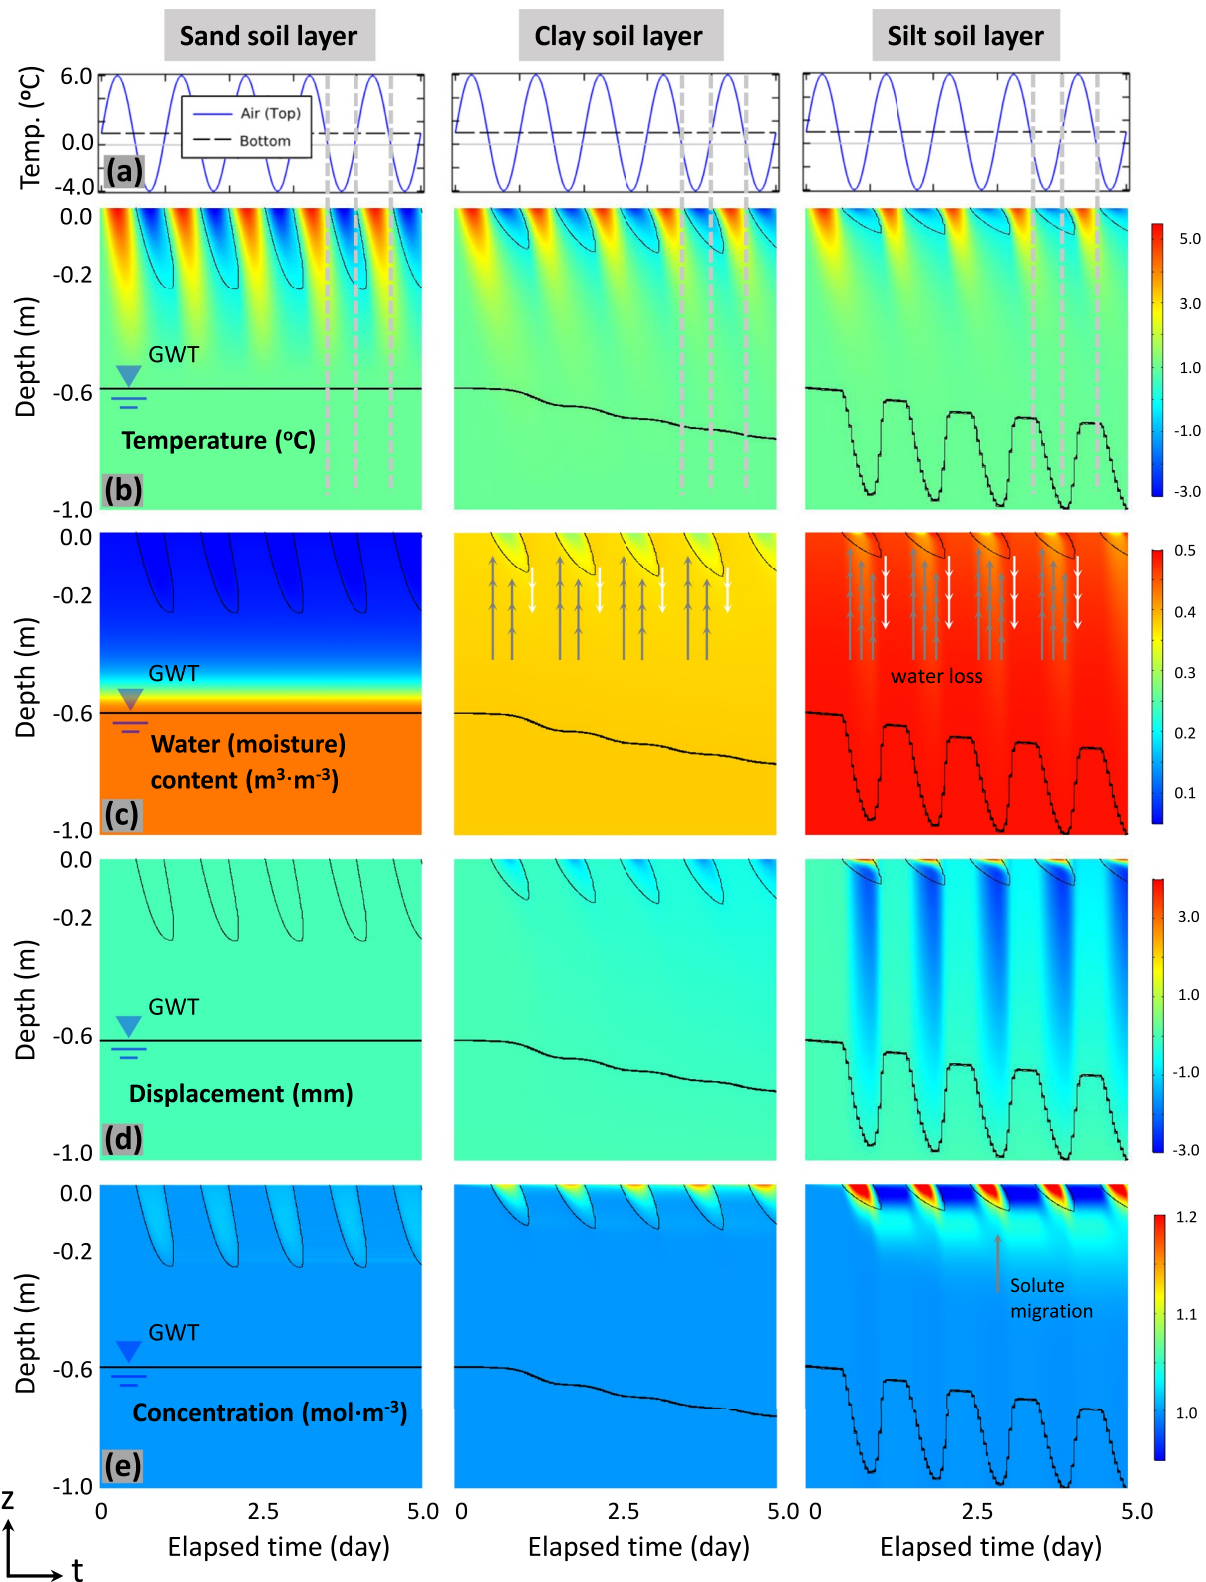 Sand soil layer
Clay soil layer
Silt soil layer
Temp. (ºC)
6.0
0.0
-4.0
Air (Top)
Bottom
(a)
Depth (m)
0.0
-0.2
-0.6
-1.0
GWT
Temperature (ºC)
(b)
5.0
3.0
1.0
-1.0
-3.0
Depth (m)
0.0
-0.2
-0.6
-1.0
GWT
Water (moisture)
content (m³·m⁻³)
(c)
water loss
0.5
0.4
0.3
0.2
0.1
Depth (m)
0.0
-0.2
-0.6
-1.0
GWT
Displacement (mm)
(d)
3.0
1.0
-1.0
-3.0
Depth (m)
0.0
-0.2
-0.6
-1.0
GWT
Concentration (mol·m⁻³)
(e)
Solute
migration
1.2
1.1
1.0
0 2.5 5.0
0 2.5 5.0
0 2.5 5.0
Elapsed time (day)
Elapsed time (day)
Elapsed time (day)
z
t